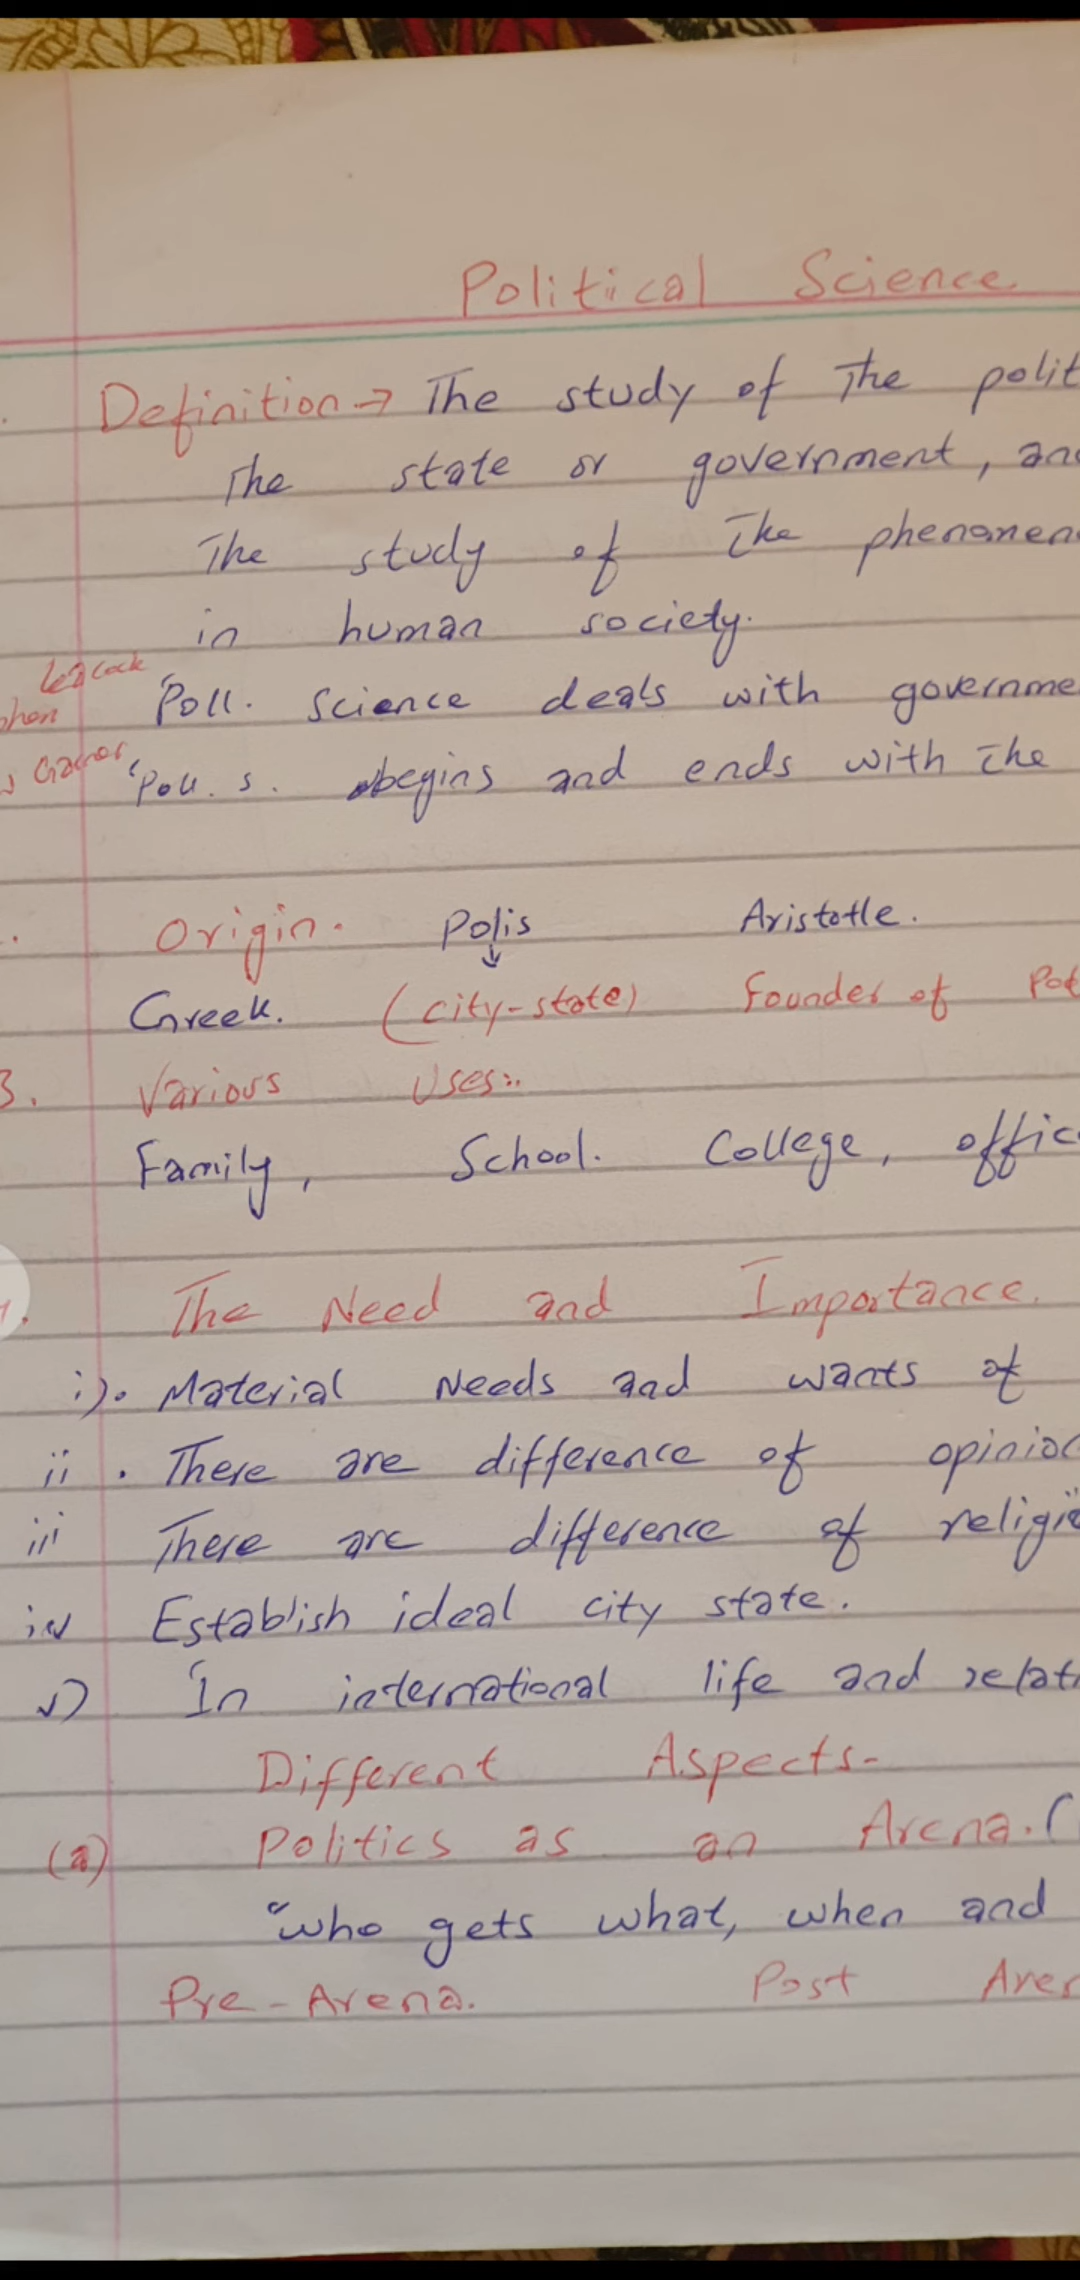 Political Science
Definition → The study of The polit
The state or government, and
The study of The phenomen
in human society.
Leacock
Poll. Science deals with governme
Garner,
'Poll. s. begins and ends with The
Origin. Polis Aristotle.
↓
Greek. (city-state) Founder of Pol
3. Various Uses:.
Family, School. College, offic
The Need and Importance.
i). Material Needs and wants of
ii. There are difference of opinion
iii There are difference of religi
iv Establish ideal city state.
v) In international life and relati
Different Aspects-
(a) Politics as an Arena. (
"who gets what, when and
Pre-Arena. Post Aren